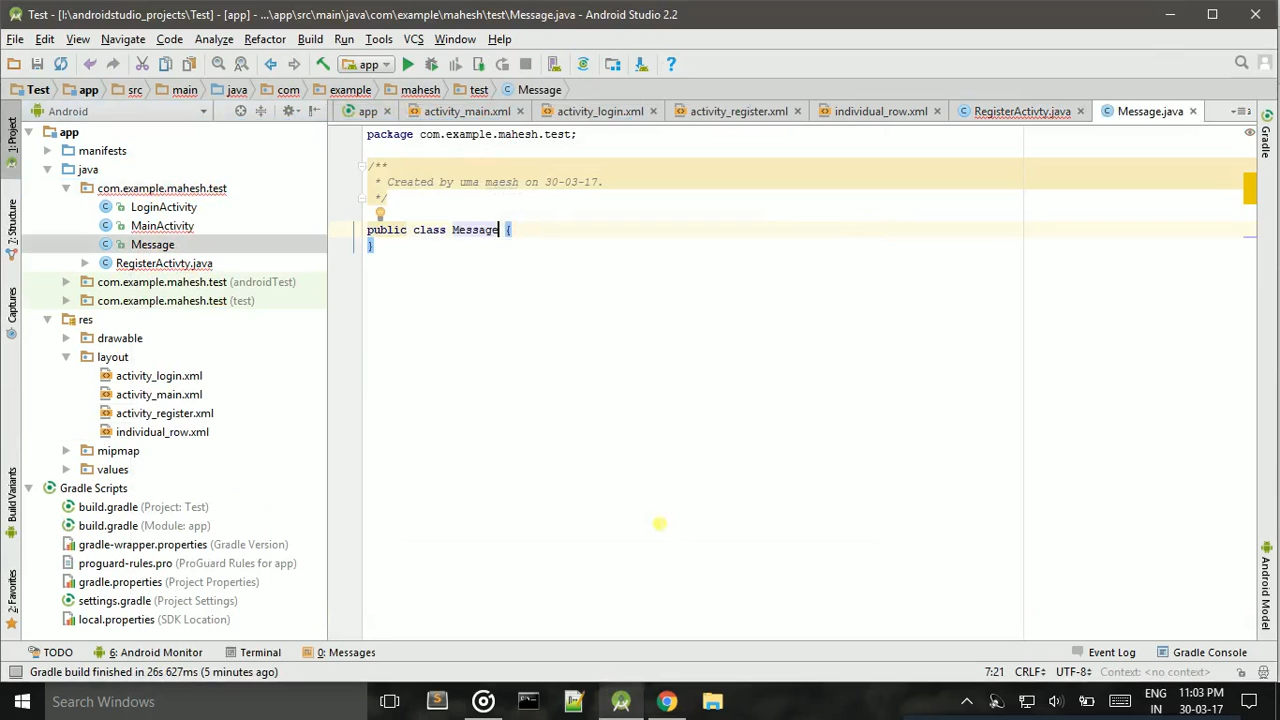 Test - [I:\androidstudio_projects\Test] - [app] - ...\app\src\main\java\com\example\mahesh\test\Message.java - Android Studio 2.2
File Edit View Navigate Code Analyze Refactor Build Run Tools VCS Window Help
app
Test app src main java com example mahesh test Message
Android
app activity_main.xml activity_login.xml activity_register.xml individual_row.xml RegisterActivty.java Message.java
1: Project
7: Structure
Captures
Build Variants
2: Favorites
app
manifests
java
com.example.mahesh.test
LoginActivity
MainActivity
Message
RegisterActivty.java
com.example.mahesh.test (androidTest)
com.example.mahesh.test (test)
res
drawable
layout
activity_login.xml
activity_main.xml
activity_register.xml
individual_row.xml
mipmap
values
Gradle Scripts
build.gradle (Project: Test)
build.gradle (Module: app)
gradle-wrapper.properties (Gradle Version)
proguard-rules.pro (ProGuard Rules for app)
gradle.properties (Project Properties)
settings.gradle (Project Settings)
local.properties (SDK Location)
package com.example.mahesh.test;
/**
* Created by uma maesh on 30-03-17.
*/
public class Message {
}
Gradle
Android Model
TODO 6: Android Monitor Terminal 0: Messages Event Log Gradle Console
Gradle build finished in 26s 627ms (5 minutes ago) 7:21 CRLF UTF-8 Context: <no context>
Search Windows
ENG 11:03 PM
IN 30-03-17